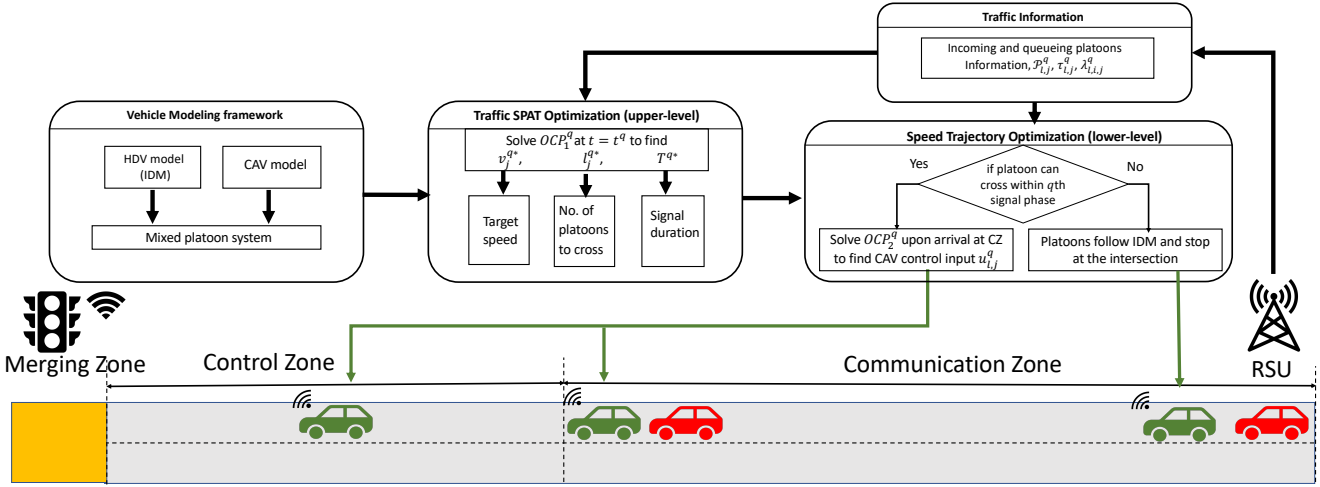 Traffic Information
Incoming and queueing platoons
Information, 𝒫^q_{l,j}, τ^q_{l,j}, λ^q_{l,i,j}
Vehicle Modeling framework
HDV model
(IDM)
CAV model
Mixed platoon system
Traffic SPAT Optimization (upper-level)
Solve OCP^q_1 at t = t^q to find
v^{q*}_j, l^{q*}_j, T^{q*}
Target
speed
No. of
platoons
to cross
Signal
duration
Speed Trajectory Optimization (lower-level)
Yes
No
if platoon can
cross within qth
signal phase
Solve OCP^q_2 upon arrival at CZ
to find CAV control input u^q_{l,j}
Platoons follow IDM and stop
at the intersection
Merging Zone
Control Zone
Communication Zone
RSU